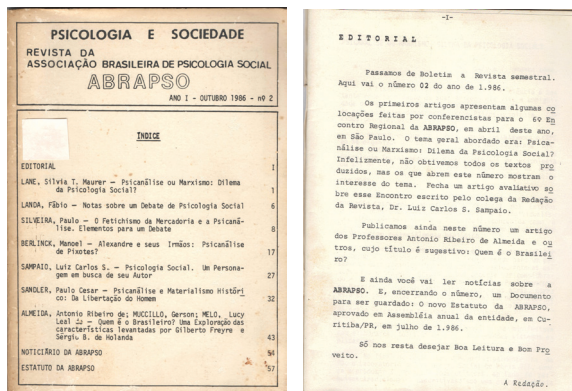 PSICOLOGIA E SOCIEDADE
REVISTA DA
ASSOCIAÇÃO BRASILEIRA DE PSICOLOGIA SOCIAL
ABRAPSO
ANO I - OUTUBRO 1986 - nº 2
ÍNDICE
EDITORIAL I
LANE, Silvia T. Maurer - Psicanálise ou Marxismo: Dilema
da Psicologia Social? 1
LANDA, Fábio - Notas sobre um Debate de Psicologia Social 6
SILVEIRA, Paulo - O Fetichismo da Mercadoria e a Psicaná-
lise. Elementos para um Debate 8
BERLINCK, Manoel - Alexandre e seus Irmãos: Psicanálise
de Pixotes? 17
SAMPAIO, Luiz Carlos S. - Psicologia Social. Um Persona-
gem em busca de seu Autor 27
SANDLER, Paulo Cesar - Psicanálise e Materialismo Históri
co: Da Libertação do Homem 32
ALMEIDA, Antonio Ribeiro de; MUCCILLO, Gerson; MELO, Lucy
Leal de - Quem é o Brasileiro? Uma Exploração das
características levantadas por Gilberto Freyre e
Sérgio B. de Holanda 43
NOTICIÁRIO DA ABRAPSO 54
ESTATUTO DA ABRAPSO 57
-I-
EDITORIAL
Passamos de Boletim a Revista semestral.
Aqui vai o número 02 do ano de 1.986.
Os primeiros artigos apresentam algumas co
locações feitas por conferencistas para o 6º En
contro Regional da ABRAPSO, em abril deste ano,
em São Paulo. O tema geral abordado era: Psica-
nálise ou Marxismo: Dilema da Psicologia Social?
Infelizmente, não obtivemos todos os textos pro
duzidos, mas os que abrem este número mostram o
interesse do tema. Fecha um artigo avaliativo so
bre esse Encontro escrito pelo colega da Redação
da Revista, Dr. Luiz Carlos S. Sampaio.
Publicamos ainda neste número um artigo
dos Professores Antonio Ribeiro de Almeida e ou
tros, cujo título é sugestivo: Quem é o Brasilei
ro?
E ainda você vai ler notícias sobre a
ABRAPSO. E, encerrando o número, um Documento
para ser guardado: O novo Estatuto da ABRAPSO,
aprovado em Assembléia anual da entidade, em Cu-
ritiba/PR, em julho de 1.986.
Só nos resta desejar Boa Leitura e Bom Pro
veito.
A Redação.